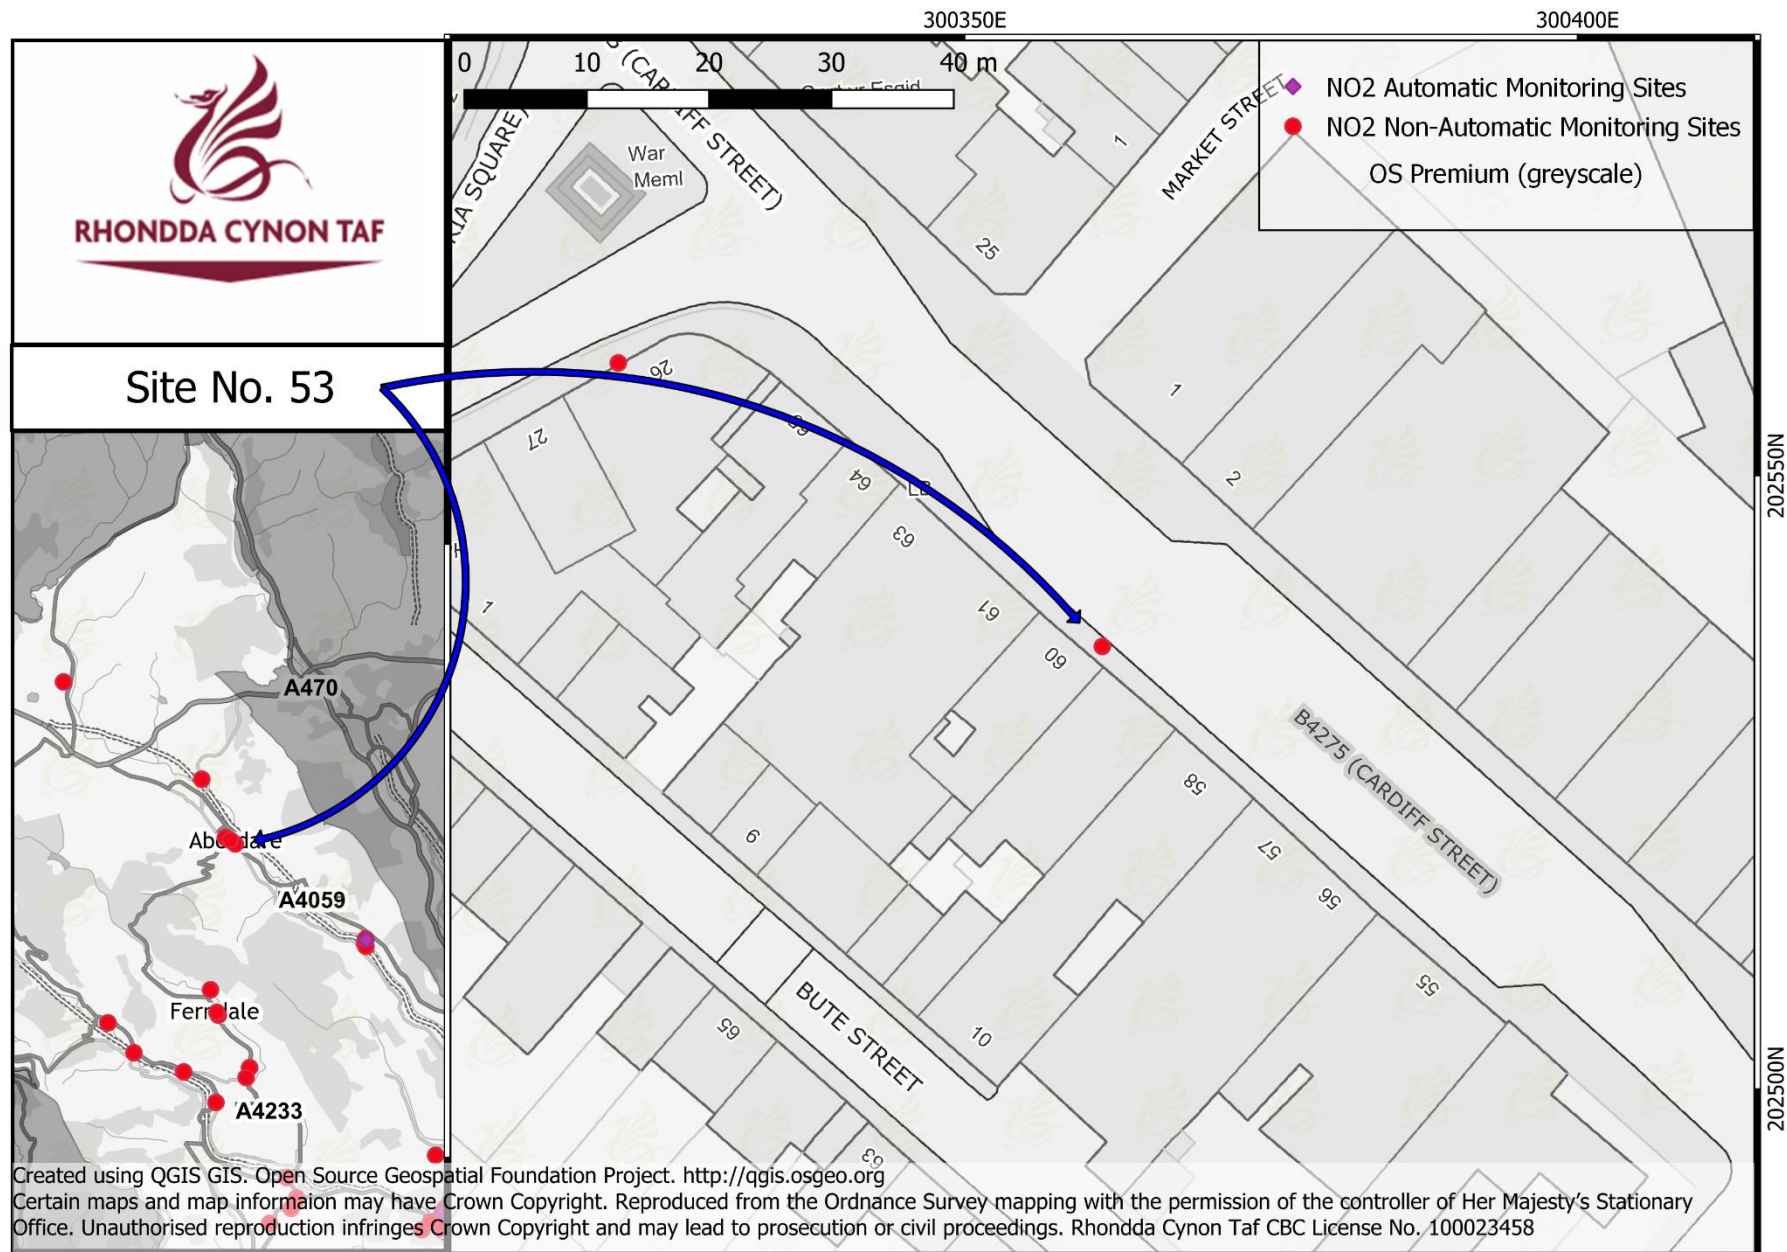 300350E
300400E
RHONDDA CYNON TAF
Site No. 53
0 10 20 30 40 m
NO2 Automatic Monitoring Sites
NO2 Non-Automatic Monitoring Sites
OS Premium (greyscale)
(CARDIFF STREET)
War
Meml
MARKET STREET
1
25
26
27
65
64
LB
63
61
60
58
57
56
55
1
2
1
9
10
65
63
B4275 (CARDIFF STREET)
BUTE STREET
202550N
202500N
A470
A4059
Ferndale
A4233
Created using QGIS GIS. Open Source Geospatial Foundation Project. http://qgis.osgeo.org
Certain maps and map informaion may have Crown Copyright. Reproduced from the Ordnance Survey mapping with the permission of the controller of Her Majesty's Stationary
Office. Unauthorised reproduction infringes Crown Copyright and may lead to prosecution or civil proceedings. Rhondda Cynon Taf CBC License No. 100023458